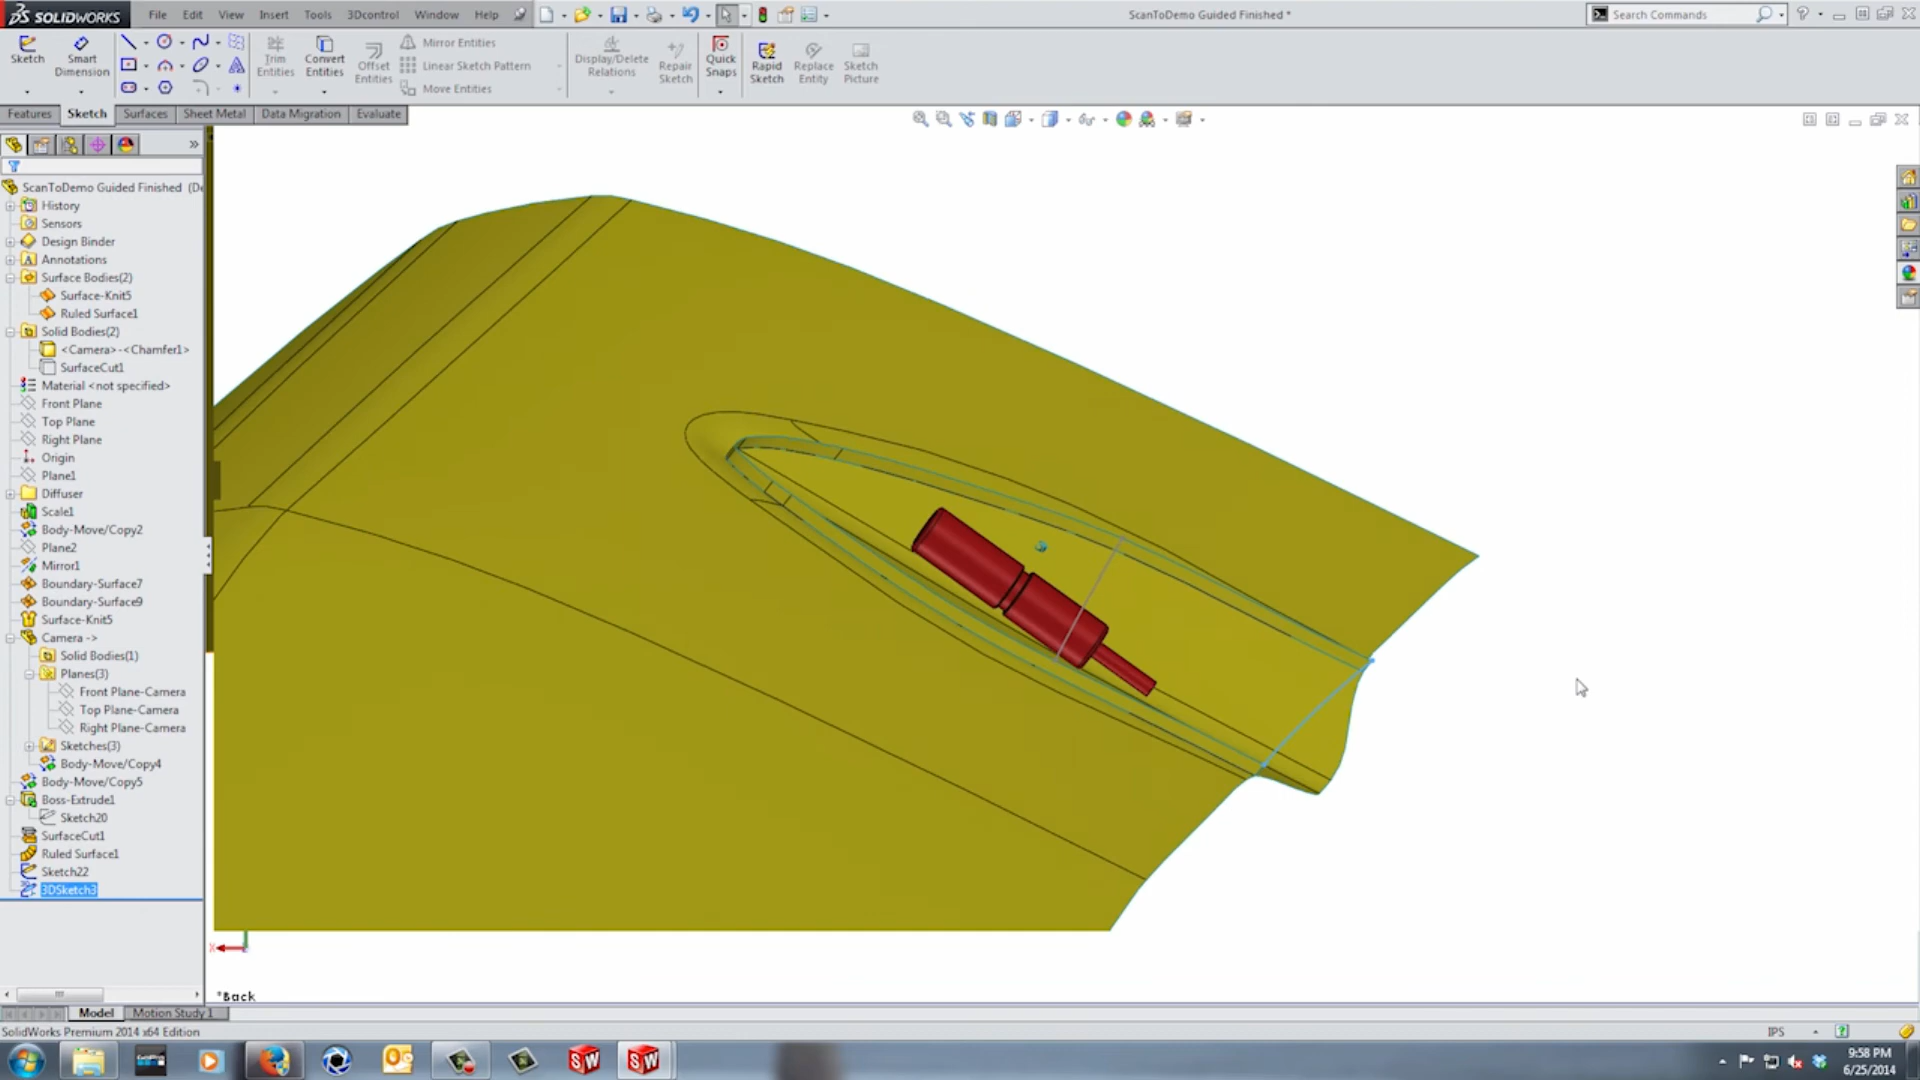 SOLIDWORKS File Edit View Insert Tools 3Dcontrol Window Help ScanToDemo Guided Finished * Search Commands
Sketch Smart Dimension Trim Entities Convert Entities Offset Entities Mirror Entities Linear Sketch Pattern Move Entities Display/Delete Relations Repair Sketch Quick Snaps Rapid Sketch Replace Entity Sketch Picture
Features Sketch Surfaces Sheet Metal Data Migration Evaluate
ScanToDemo Guided Finished (De
History
Sensors
Design Binder
Annotations
Surface Bodies(2)
Surface-Knit5
Ruled Surface1
Solid Bodies(2)
<Camera>-<Chamfer1>
SurfaceCut1
Material <not specified>
Front Plane
Top Plane
Right Plane
Origin
Plane1
Diffuser
Scale1
Body-Move/Copy2
Plane2
Mirror1
Boundary-Surface7
Boundary-Surface9
Surface-Knit5
Camera ->
Solid Bodies(1)
Planes(3)
Front Plane-Camera
Top Plane-Camera
Right Plane-Camera
Sketches(3)
Body-Move/Copy4
Body-Move/Copy5
Boss-Extrude1
Sketch20
SurfaceCut1
Ruled Surface1
Sketch22
3DSketch3
*Back
Model Motion Study 1
SolidWorks Premium 2014 x64 Edition IPS
9:58 PM
6/25/2014